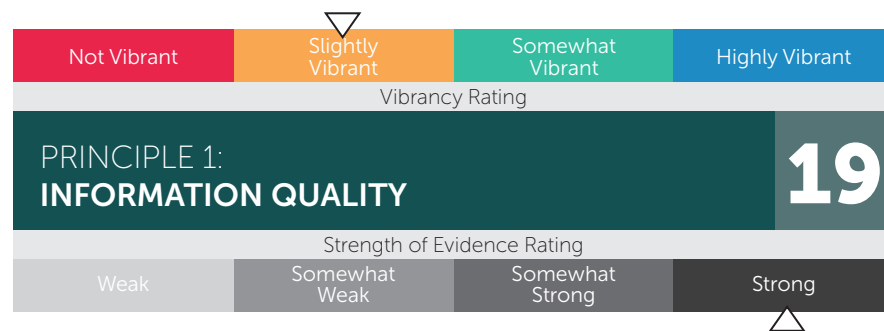 Not Vibrant
Slightly
Vibrant
Somewhat
Vibrant
Highly Vibrant
Vibrancy Rating
PRINCIPLE 1:
INFORMATION QUALITY
19
Strength of Evidence Rating
Weak
Somewhat
Weak
Somewhat
Strong
Strong